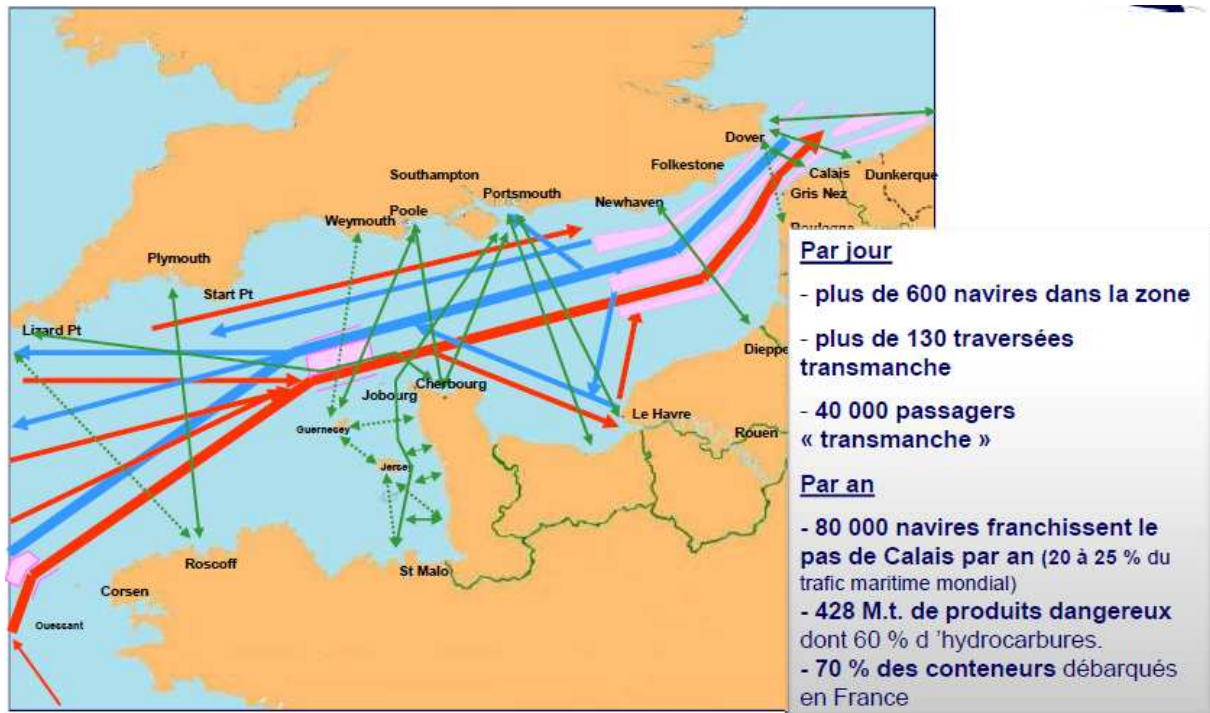 Dover
Folkestone
Calais
Dunkerque
Gris Nez
Southampton
Portsmouth
Newhaven
Poole
Weymouth
Plymouth
Start Pt
Lizard Pt
Dieppe
Cherbourg
Jobourg
Le Havre
Rouen
Guernesey
Jersey
Roscoff
St Malo
Corsen
Ouessant
Par jour
- plus de 600 navires dans la zone
- plus de 130 traversées
transmanche
- 40 000 passagers
« transmanche »
Par an
- 80 000 navires franchissent le
pas de Calais par an (20 à 25 % du
trafic maritime mondial)
- 428 M.t. de produits dangereux
dont 60 % d 'hydrocarbures.
- 70 % des conteneurs débarqués
en France